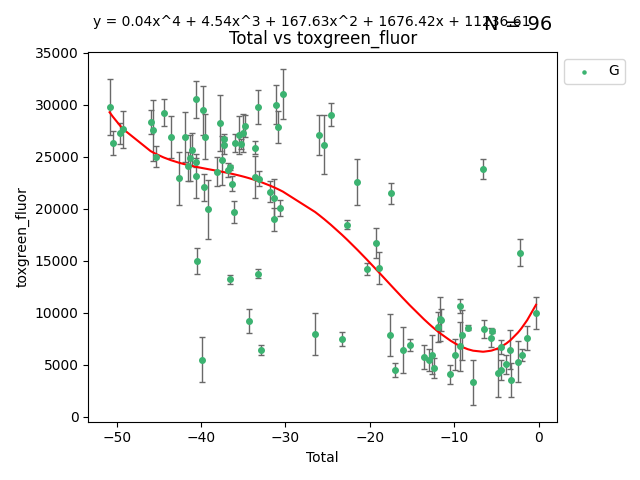 y = 0.04x^4 + 4.54x^3 + 167.63x^2 + 1676.42x + 11236.61
N = 96
Total vs toxgreen_fluor
35000
30000
25000
20000
15000
10000
5000
0
toxgreen_fluor
G
−50
−40
−30
−20
−10
0
Total